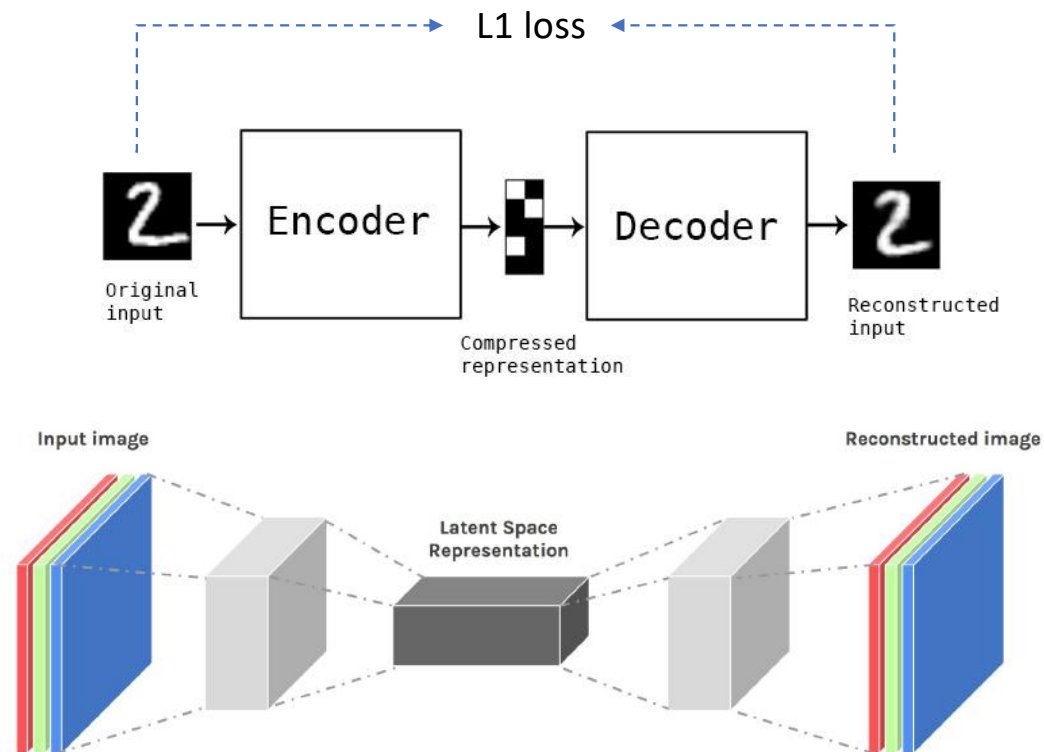 L1 loss
Encoder
Decoder
Original
input
Compressed
representation
Reconstructed
input
Input image
Reconstructed image
Latent Space
Representation